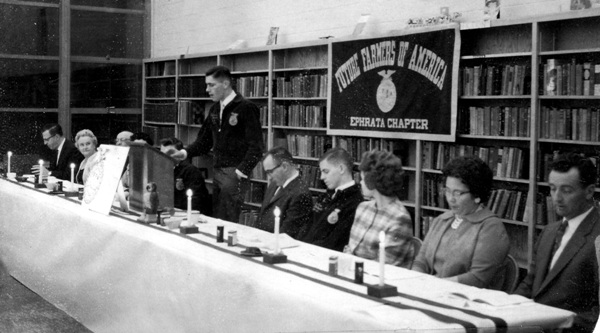 FUTURE FARMERS OF AMERICA
EPHRATA CHAPTER